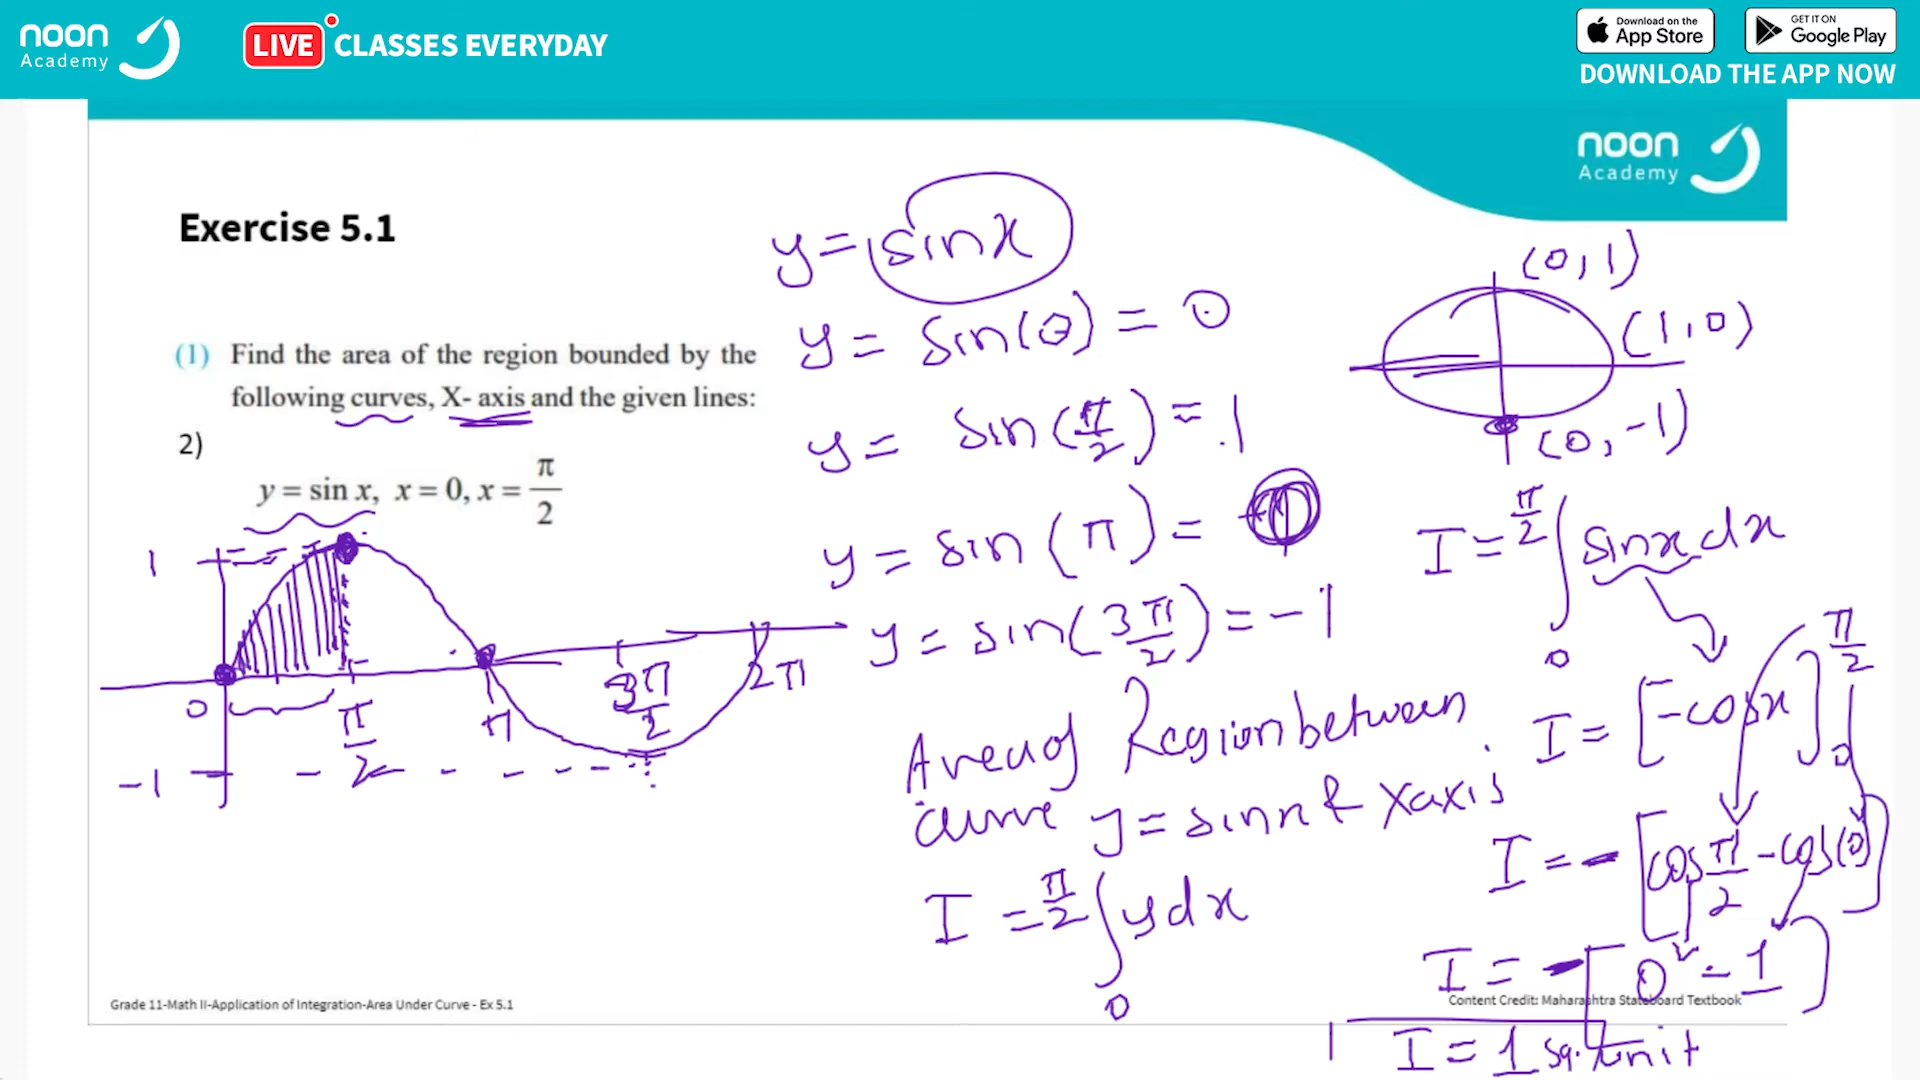 noon
Academy
LIVE CLASSES EVERYDAY
Download on the
App Store
GET IT ON
Google Play
DOWNLOAD THE APP NOW
noon
Academy
Exercise 5.1
(1) Find the area of the region bounded by the
following curves, X- axis and the given lines:
2)
y = sin x, x = 0, x = π/2
1
0
-1
π/2
π
3π/2
2π
y = sinx
y = sin(0) = 0
y = sin(π/2) = 1
y = sin(π) =
y = sin(3π/2) = -1
Area of Region between
curve y = sinx & X axis
I = ∫₀^(π/2) y dx
(0,1)
(1,0)
(0,-1)
I = ∫₀^(π/2) sinx dx
I = [-cosx]₀^(π/2)
I = -[cos π/2 - cos(0)]
I = -[0 - 1]
I = 1 sq. unit
Grade 11-Math II-Application of Integration-Area Under Curve - Ex 5.1
Content Credit: Maharashtra Stateboard Textbook